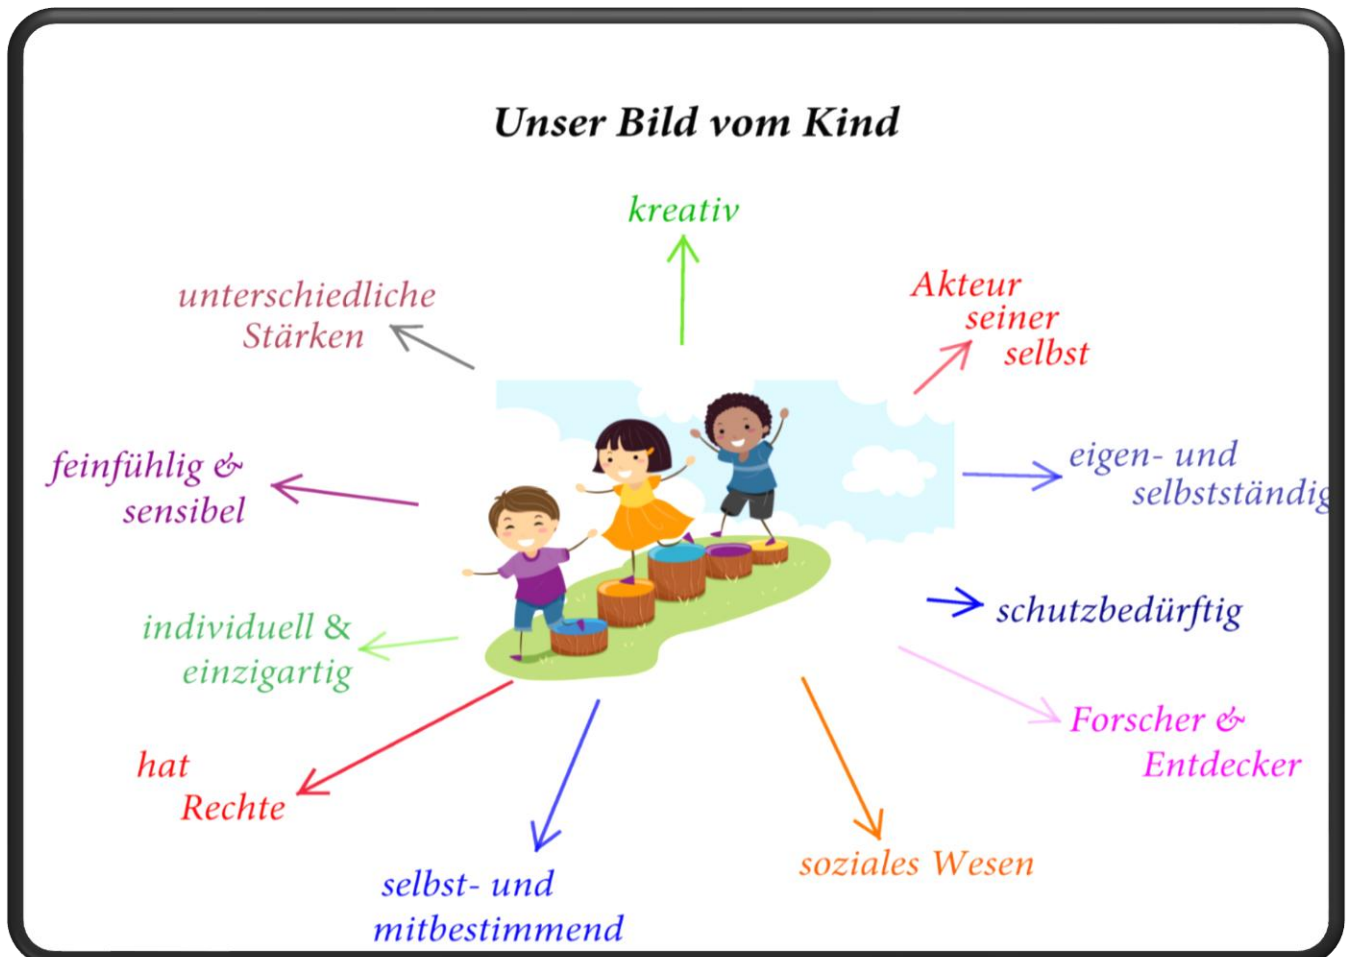 Unser Bild vom Kind
kreativ
unterschiedliche
Stärken
Akteur
seiner
selbst
feinfühlig &
sensibel
eigen- und
selbstständig
individuell &
einzigartig
schutzbedürftig
hat
Rechte
Forscher &
Entdecker
selbst- und
mitbestimmend
soziales Wesen